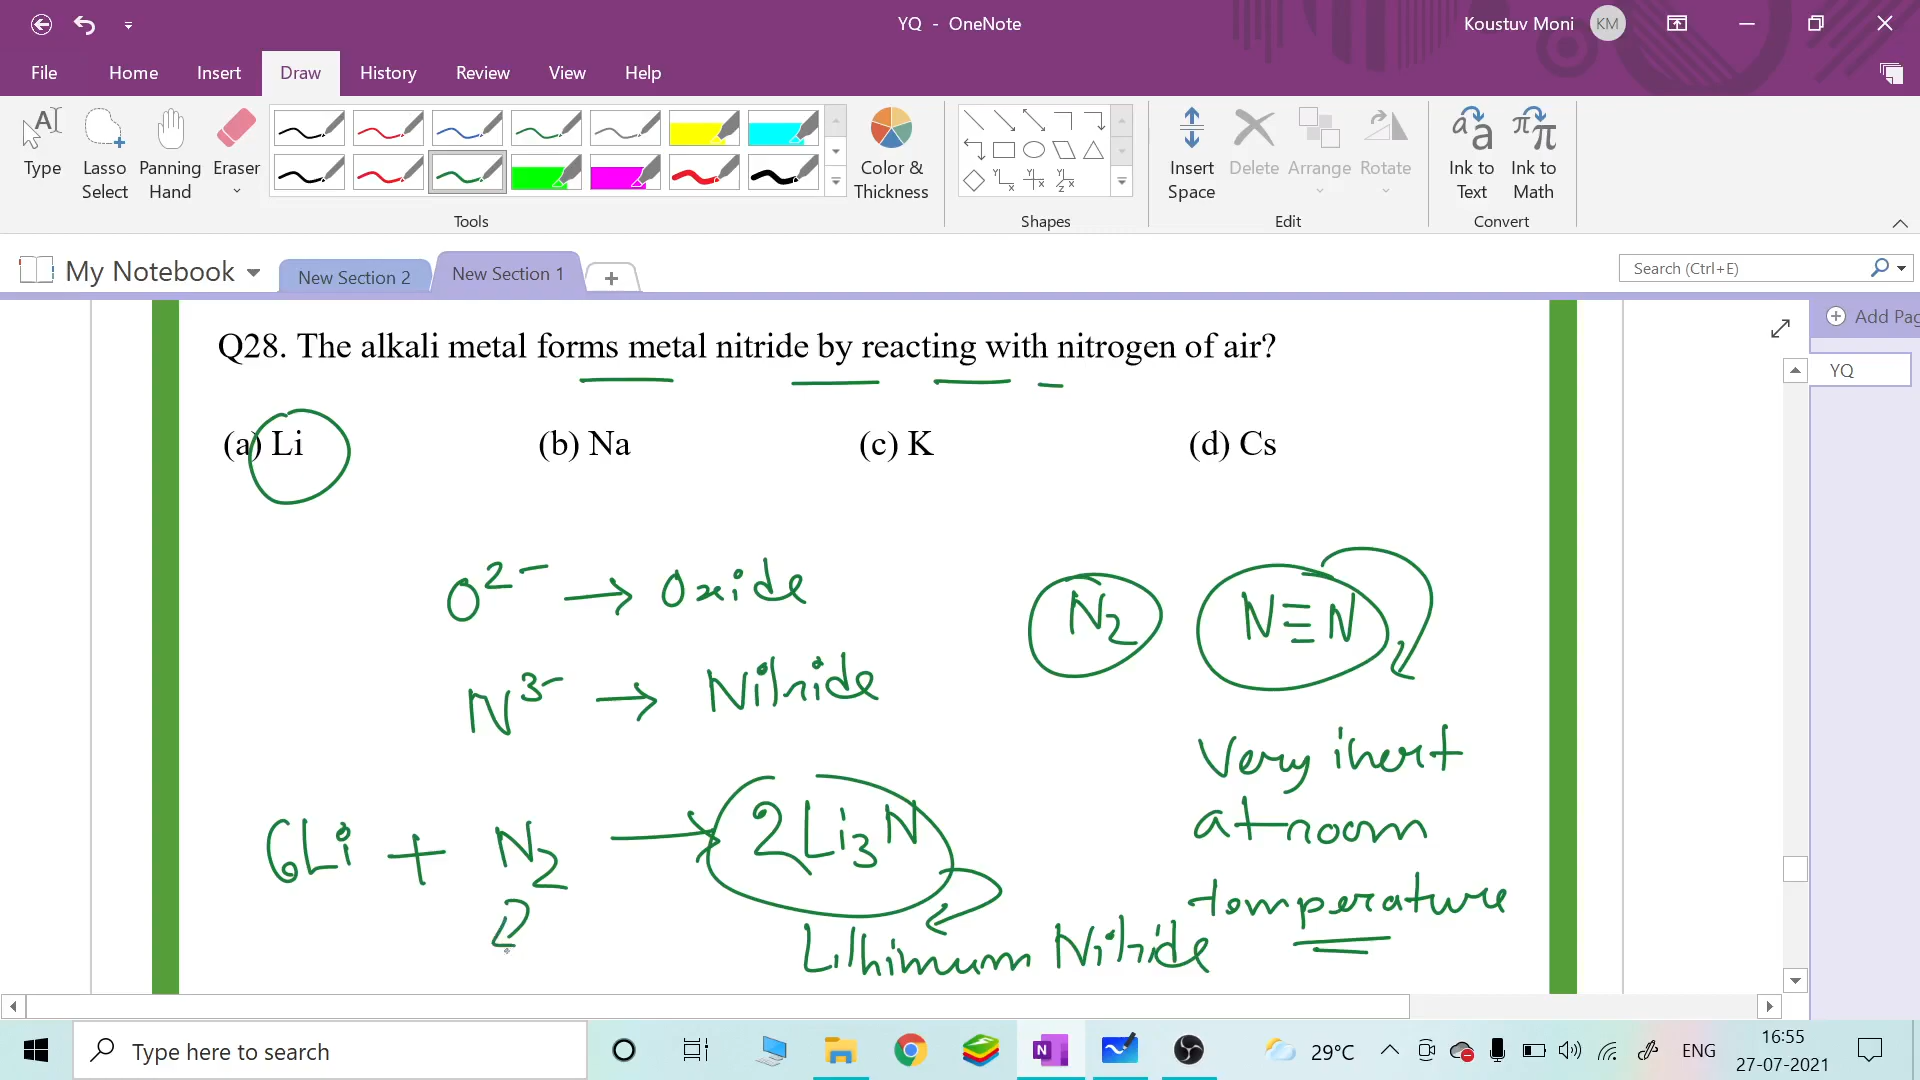 YQ - OneNote
Koustuv Moni KM
File Home Insert Draw History Review View Help
Type Lasso Select Panning Hand Eraser Color & Thickness Insert Space Delete Arrange Rotate Ink to Text Ink to Math
Tools Shapes Edit Convert
My Notebook New Section 2 New Section 1 + Search (Ctrl+E)
Add Pag
YQ
Q28. The alkali metal forms metal nitride by reacting with nitrogen of air?
(a) Li (b) Na (c) K (d) Cs
O²⁻ → Oxide
N₂ N≡N
N³⁻ → Nitride
Very inert
at room
temperature
6Li + N₂ → 2Li₃N
Lithimum Nitride
Type here to search
29°C ENG 16:55
27-07-2021